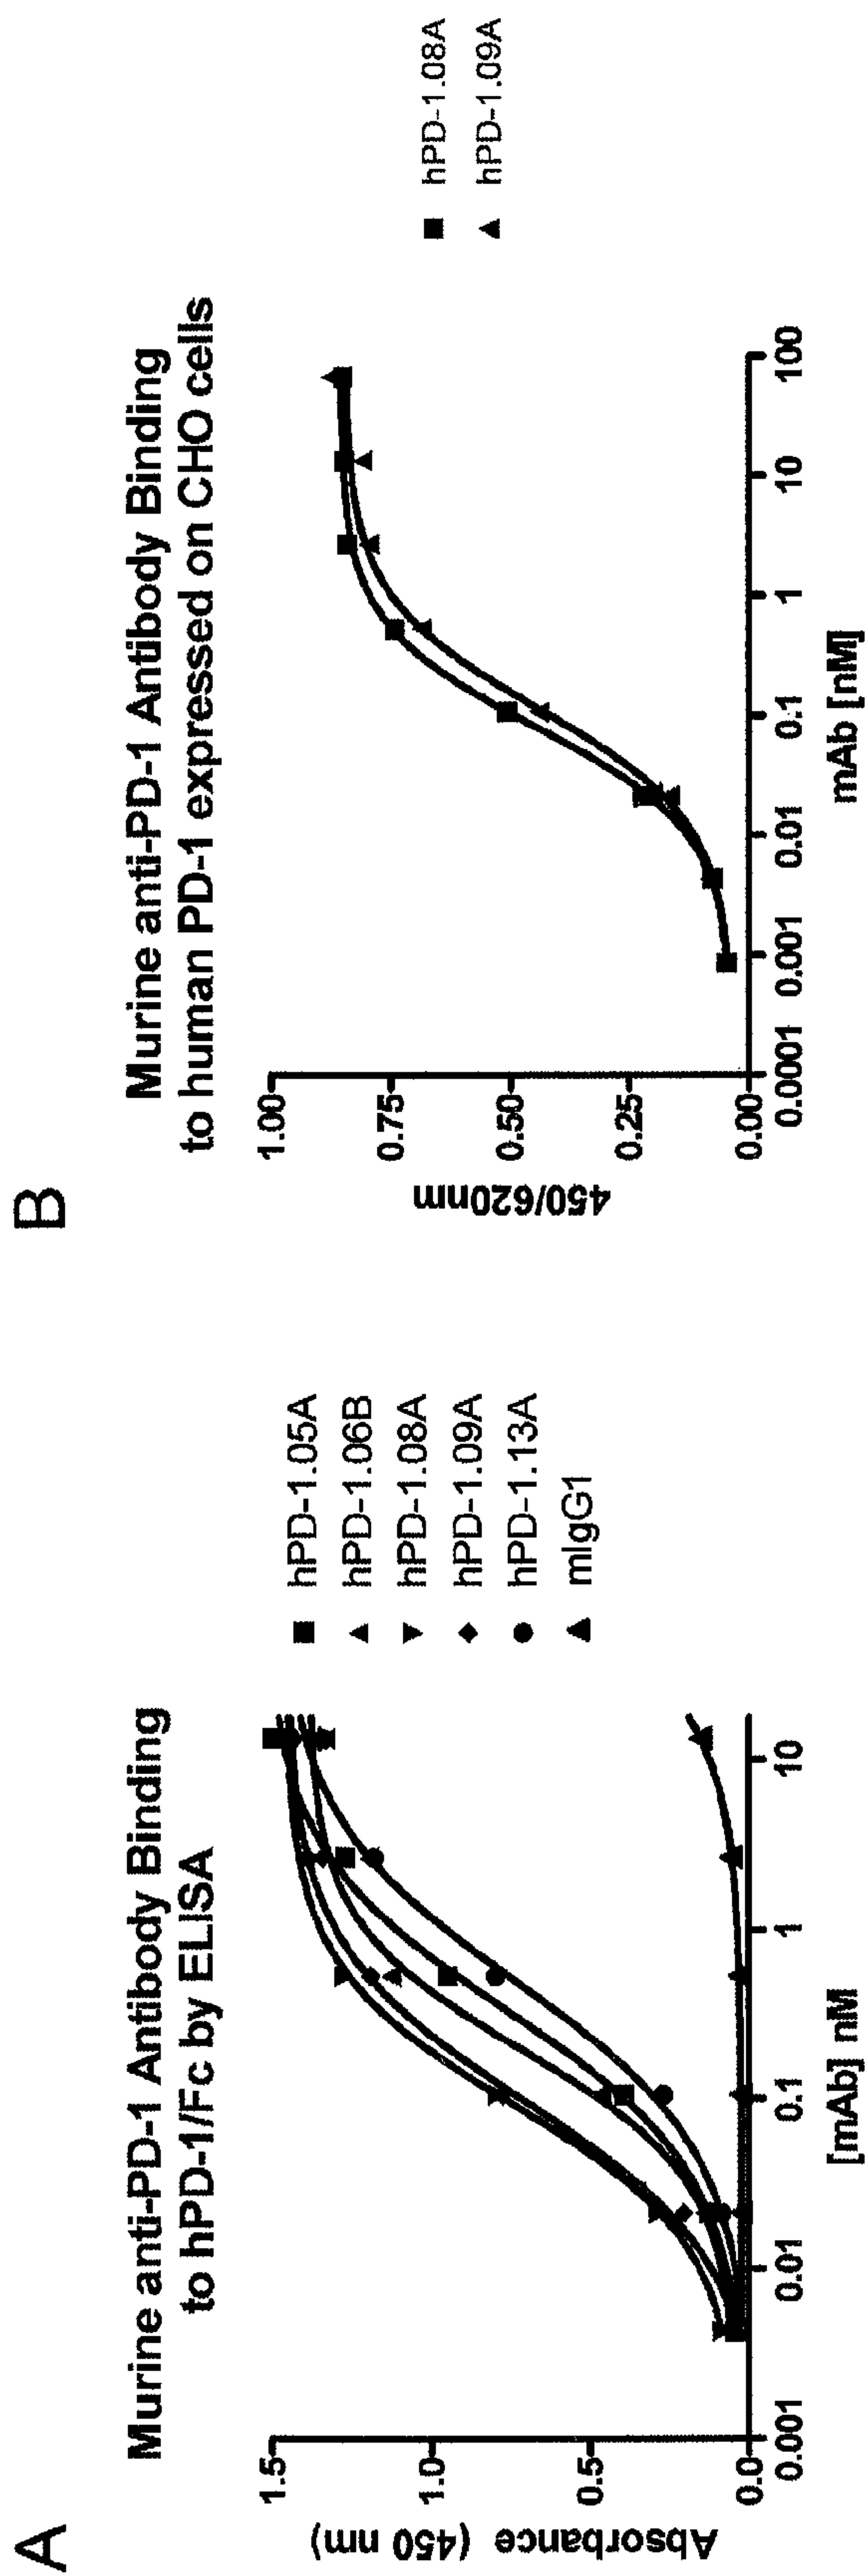 A
Murine anti-PD-1 Antibody Binding
to hPD-1/Fc by ELISA
Absorbance (450 nm)
1.5
1.0
0.5
0.0
0.001
0.01
0.1
1
10
[mAb] nM
hPD-1.05A
hPD-1.06B
hPD-1.08A
hPD-1.09A
hPD-1.13A
mIgG1
B
Murine anti-PD-1 Antibody Binding
to human PD-1 expressed on CHO cells
450/620nm
1.00
0.75
0.50
0.25
0.00
0.0001
0.001
0.01
0.1
1
10
100
mAb [nM]
hPD-1.08A
hPD-1.09A